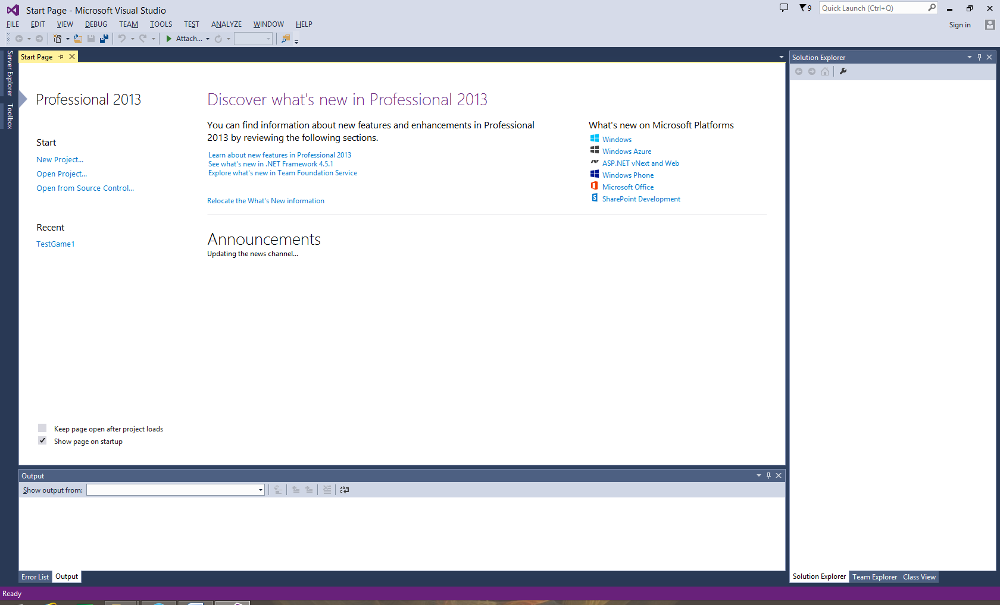 Start Page - Microsoft Visual Studio
9
Quick Launch (Ctrl+Q)
FILE EDIT VIEW DEBUG TEAM TOOLS TEST ANALYZE WINDOW HELP
Sign in
Attach...
Server Explorer
Toolbox
Start Page
Professional 2013
Start
New Project...
Open Project...
Open from Source Control...
Recent
TestGame1
Keep page open after project loads
Show page on startup
Discover what's new in Professional 2013
You can find information about new features and enhancements in Professional
2013 by reviewing the following sections.
Learn about new features in Professional 2013
See what's new in .NET Framework 4.5.1
Explore what's new in Team Foundation Service
Relocate the What's New information
What's new on Microsoft Platforms
Windows
Windows Azure
ASP.NET vNext and Web
Windows Phone
Microsoft Office
SharePoint Development
Announcements
Updating the news channel...
Output
Show output from:
Error List Output
Solution Explorer
Solution Explorer Team Explorer Class View
Ready